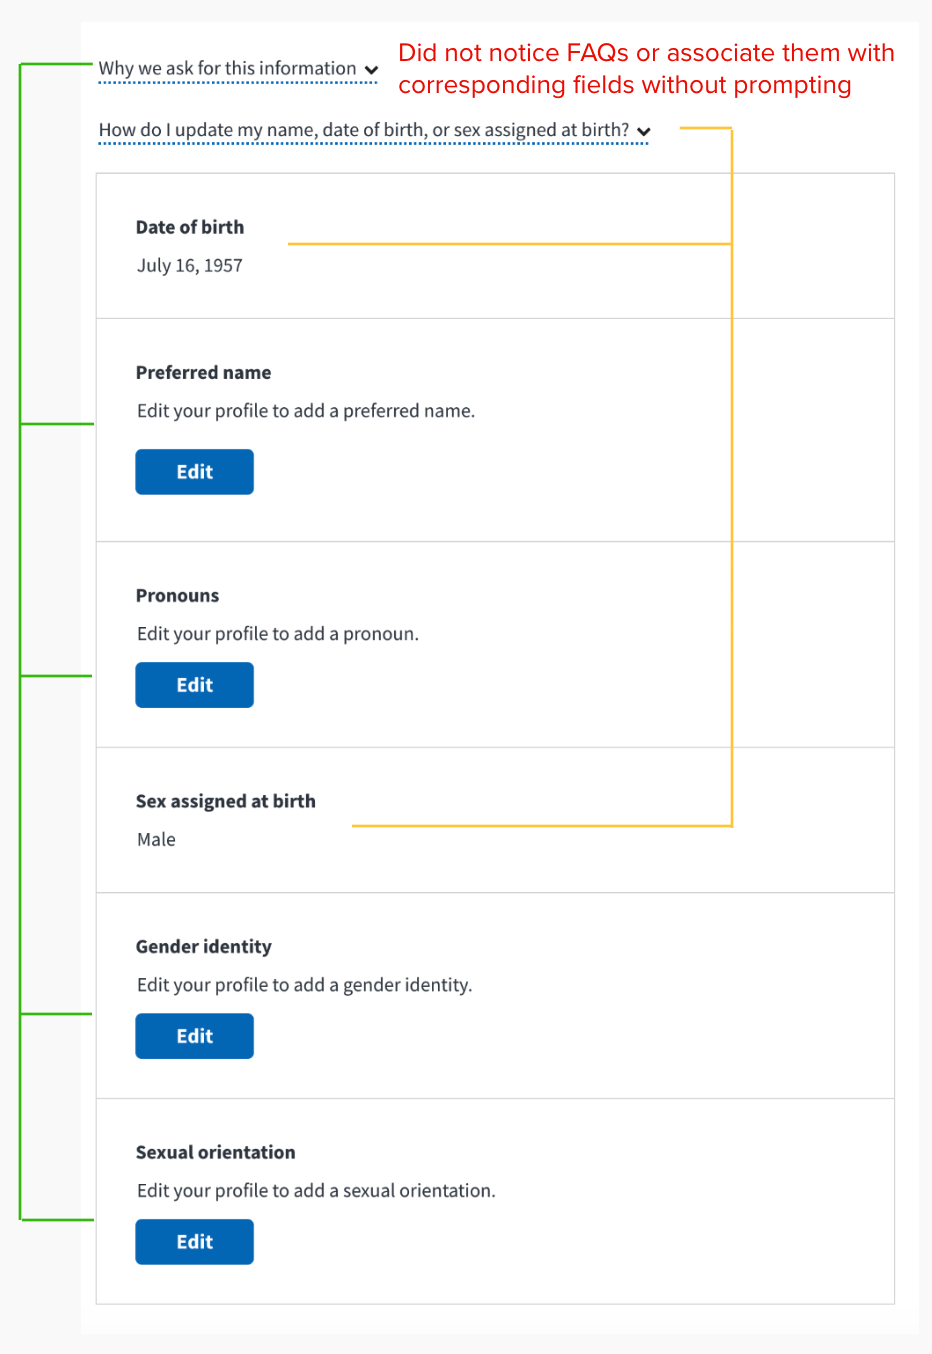 Why we ask for this information
Did not notice FAQs or associate them with
corresponding fields without prompting
How do I update my name, date of birth, or sex assigned at birth?
Date of birth
July 16, 1957
Preferred name
Edit your profile to add a preferred name.
Edit
Pronouns
Edit your profile to add a pronoun.
Edit
Sex assigned at birth
Male
Gender identity
Edit your profile to add a gender identity.
Edit
Sexual orientation
Edit your profile to add a sexual orientation.
Edit